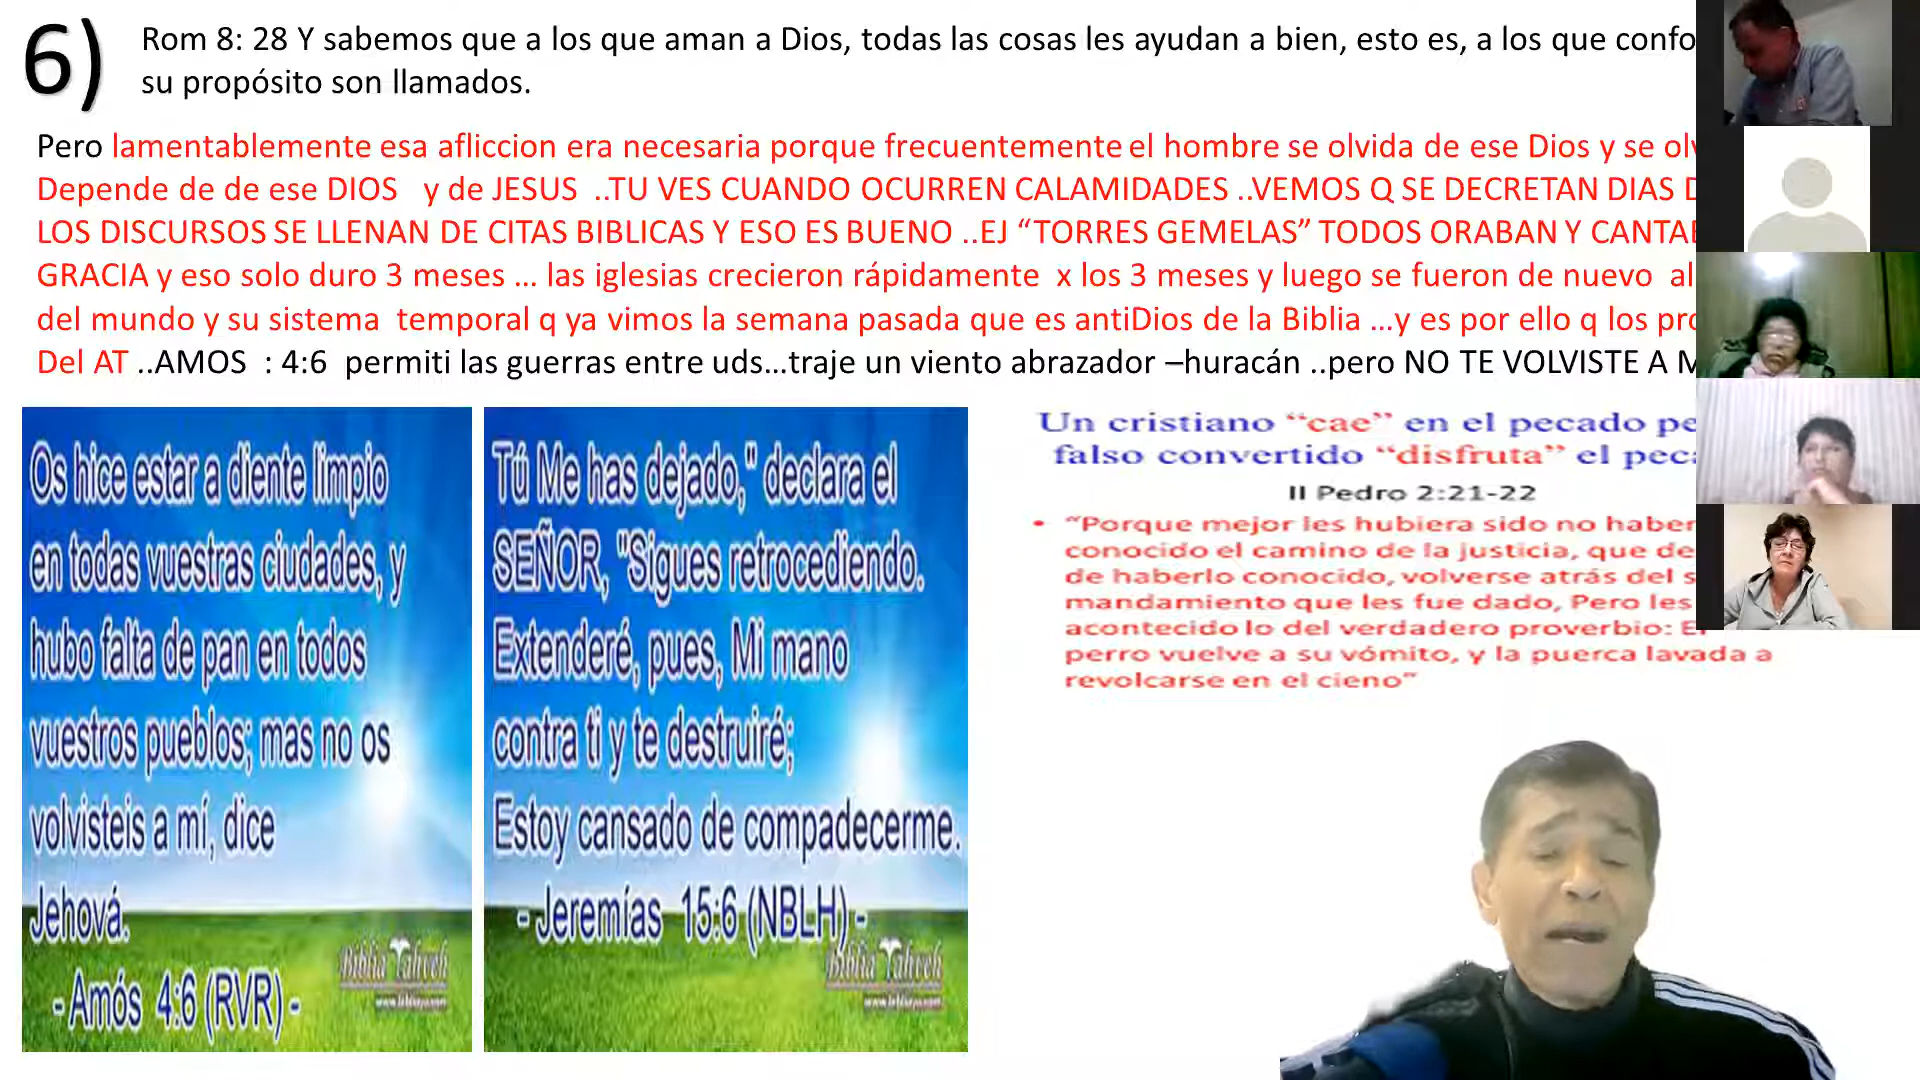 6)
Rom 8: 28 Y sabemos que a los que aman a Dios, todas las cosas les ayudan a bien, esto es, a los que confo
su propósito son llamados.
Pero lamentablemente esa afliccion era necesaria porque frecuentemente el hombre se olvida de ese Dios y se olv
Depende de de ese DIOS y de JESUS ..TU VES CUANDO OCURREN CALAMIDADES ..VEMOS Q SE DECRETAN DIAS D
LOS DISCURSOS SE LLENAN DE CITAS BIBLICAS Y ESO ES BUENO ..EJ “TORRES GEMELAS” TODOS ORABAN Y CANTAB
GRACIA y eso solo duro 3 meses ... las iglesias crecieron rápidamente x los 3 meses y luego se fueron de nuevo al
del mundo y su sistema temporal q ya vimos la semana pasada que es antiDios de la Biblia ...y es por ello q los pro
Del AT ..AMOS : 4:6 permiti las guerras entre uds...traje un viento abrazador –huracán ..pero NO TE VOLVISTE A M
Os hice estar a diente limpio
en todas vuestras ciudades, y
hubo falta de pan en todos
vuestros pueblos; mas no os
volvisteis a mí, dice
Jehová.
- Amós 4:6 (RVR) -
Biblia Yahveh
Tú Me has dejado," declara el
SEÑOR, "Sigues retrocediendo.
Extenderé, pues, Mi mano
contra ti y te destruiré;
Estoy cansado de compadecerme.
- Jeremías 15:6 (NBLH) -
Biblia Yahveh
Un cristiano “cae” en el pecado pe
falso convertido “disfruta” el pec
II Pedro 2:21-22
• “Porque mejor les hubiera sido no haber
conocido el camino de la justicia, que de
de haberlo conocido, volverse atrás del s
mandamiento que les fue dado, Pero les
acontecido lo del verdadero proverbio: El
perro vuelve a su vómito, y la puerca lavada a
revolcarse en el cieno”